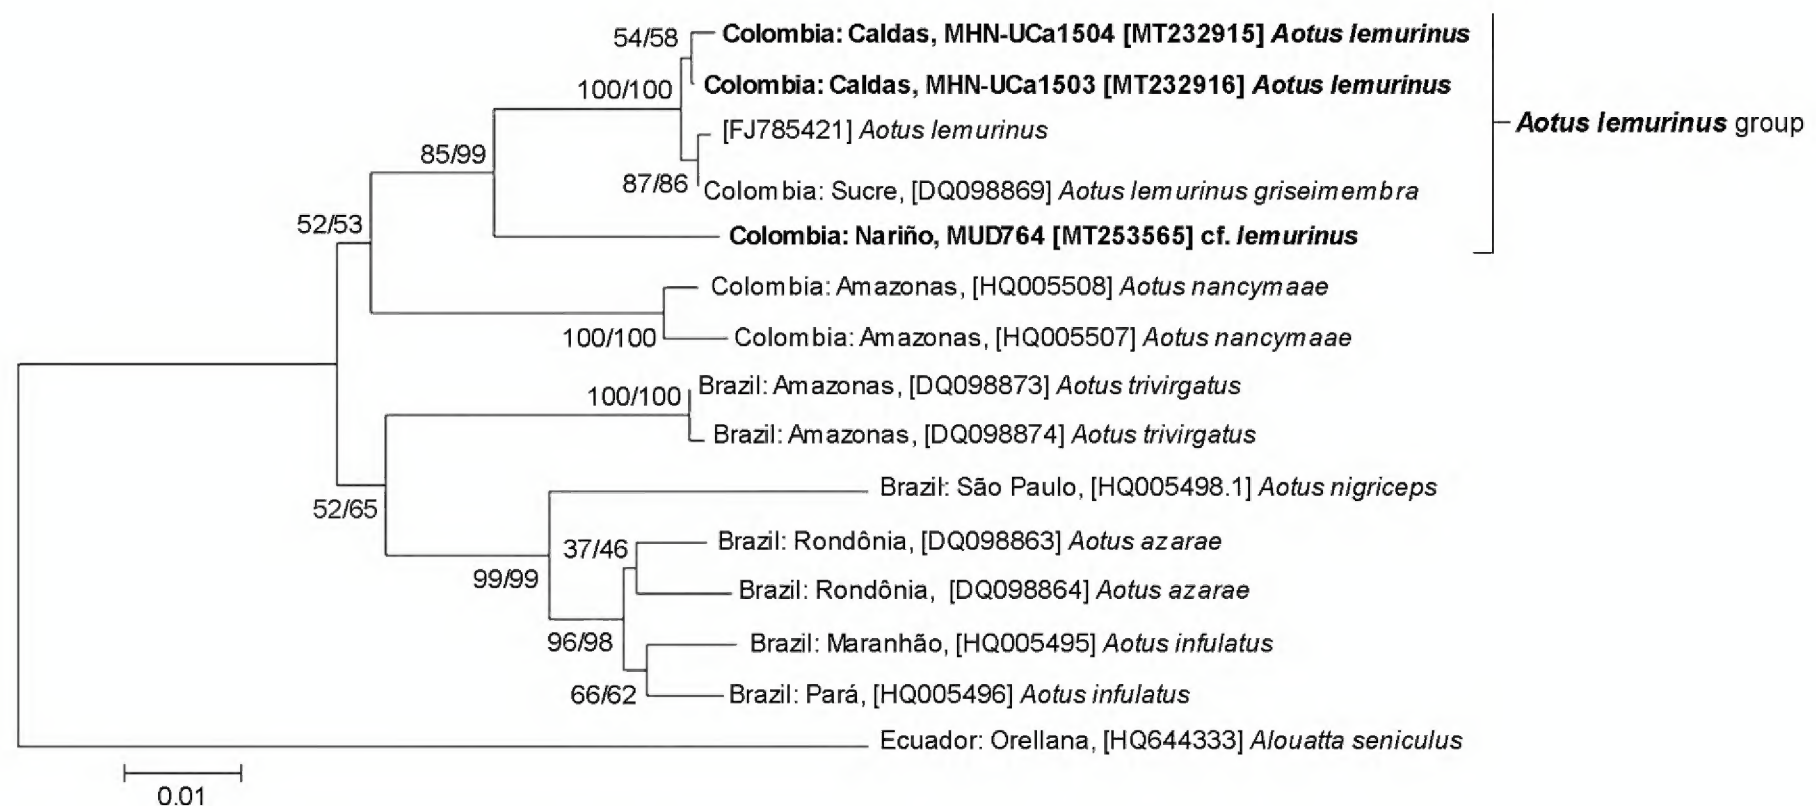 54/58
Colombia: Caldas, MHN-UCa1504 [MT232915] Aotus lemurinus
100/100
Colombia: Caldas, MHN-UCa1503 [MT232916] Aotus lemurinus
Aotus lemurinus group
[FJ785421] Aotus lemurinus
85/99
87/86
Colombia: Sucre, [DQ098869] Aotus lemurinus griseimembra
52/53
Colombia: Nariño, MUD764 [MT253565] cf. lemurinus
Colombia: Amazonas, [HQ005508] Aotus nancymaae
100/100
Colombia: Amazonas, [HQ005507] Aotus nancymaae
100/100
Brazil: Amazonas, [DQ098873] Aotus trivirgatus
Brazil: Amazonas, [DQ098874] Aotus trivirgatus
52/65
Brazil: São Paulo, [HQ005498.1] Aotus nigriceps
37/46
Brazil: Rondônia, [DQ098863] Aotus azarae
99/99
Brazil: Rondônia, [DQ098864] Aotus azarae
96/98
Brazil: Maranhão, [HQ005495] Aotus infulatus
66/62
Brazil: Pará, [HQ005496] Aotus infulatus
Ecuador: Orellana, [HQ644333] Alouatta seniculus
0.01